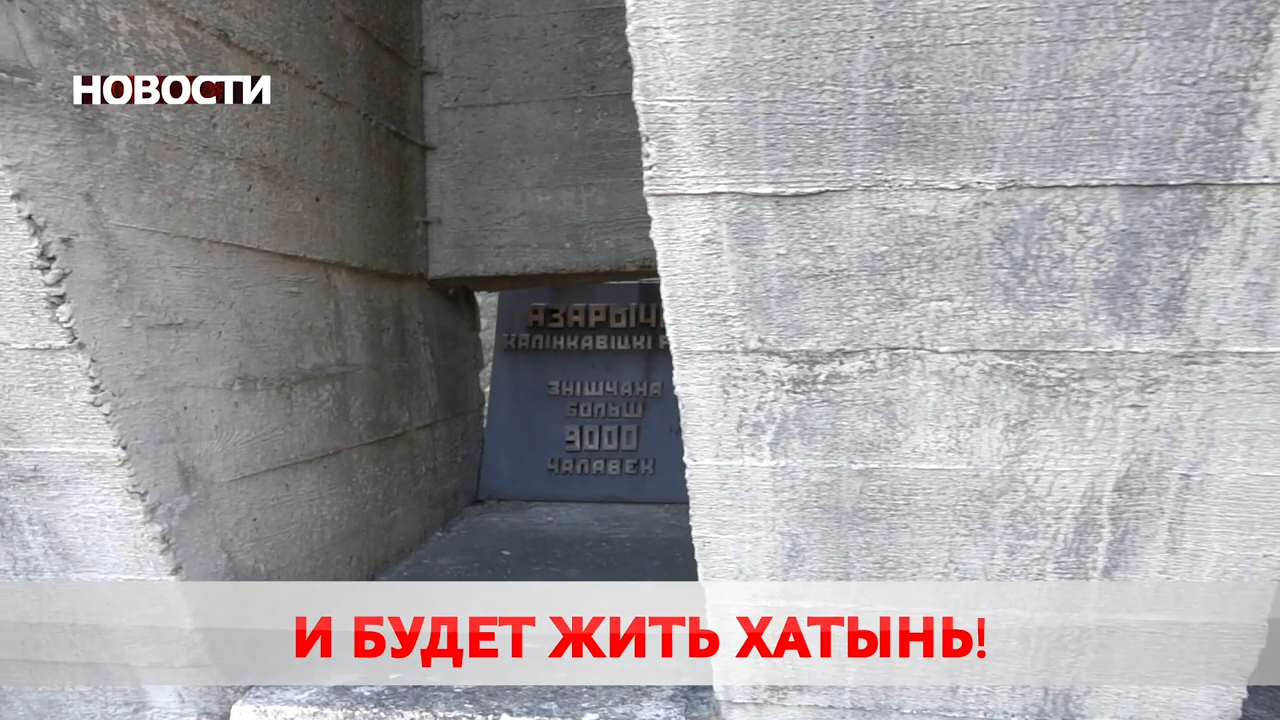 НОВОСТИ
АЗАРЫЧ
КАЛІНКАВІЦКІ
ЗНІШЧАНА
БОЛЬШ
9000
ЧАЛАВЕК
И БУДЕТ ЖИТЬ ХАТЫНЬ!